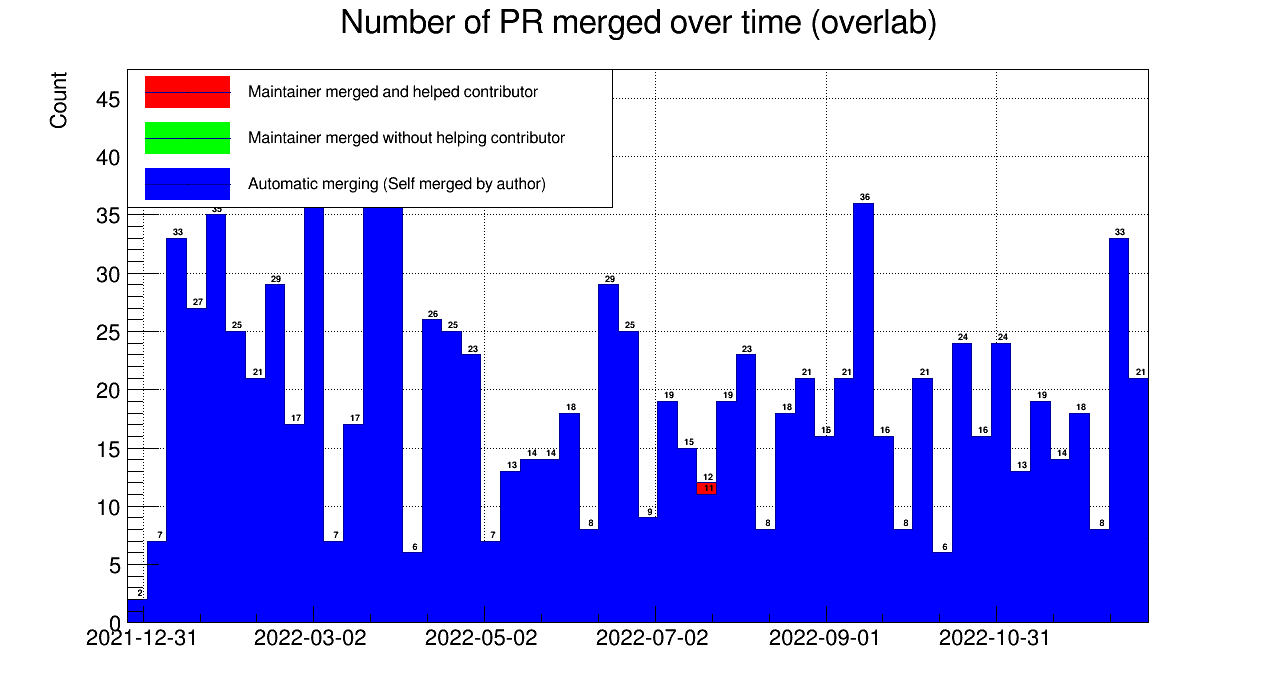 Number of PR merged over time (overlab)
Count
Maintainer merged and helped contributor
Maintainer merged without helping contributor
Automatic merging (Self merged by author)
45
40
35
30
25
20
15
10
5
0
2 7 33 27 35 25 21 29 17 7 17 6 26 25 23 7 13 14 14 18 8 29 25 9 19 15 12 11 19 23 8 18 21 16 21 36 16 8 21 6 24 16 24 13 19 14 18 8 33 21
2021-12-31 2022-03-02 2022-05-02 2022-07-02 2022-09-01 2022-10-31